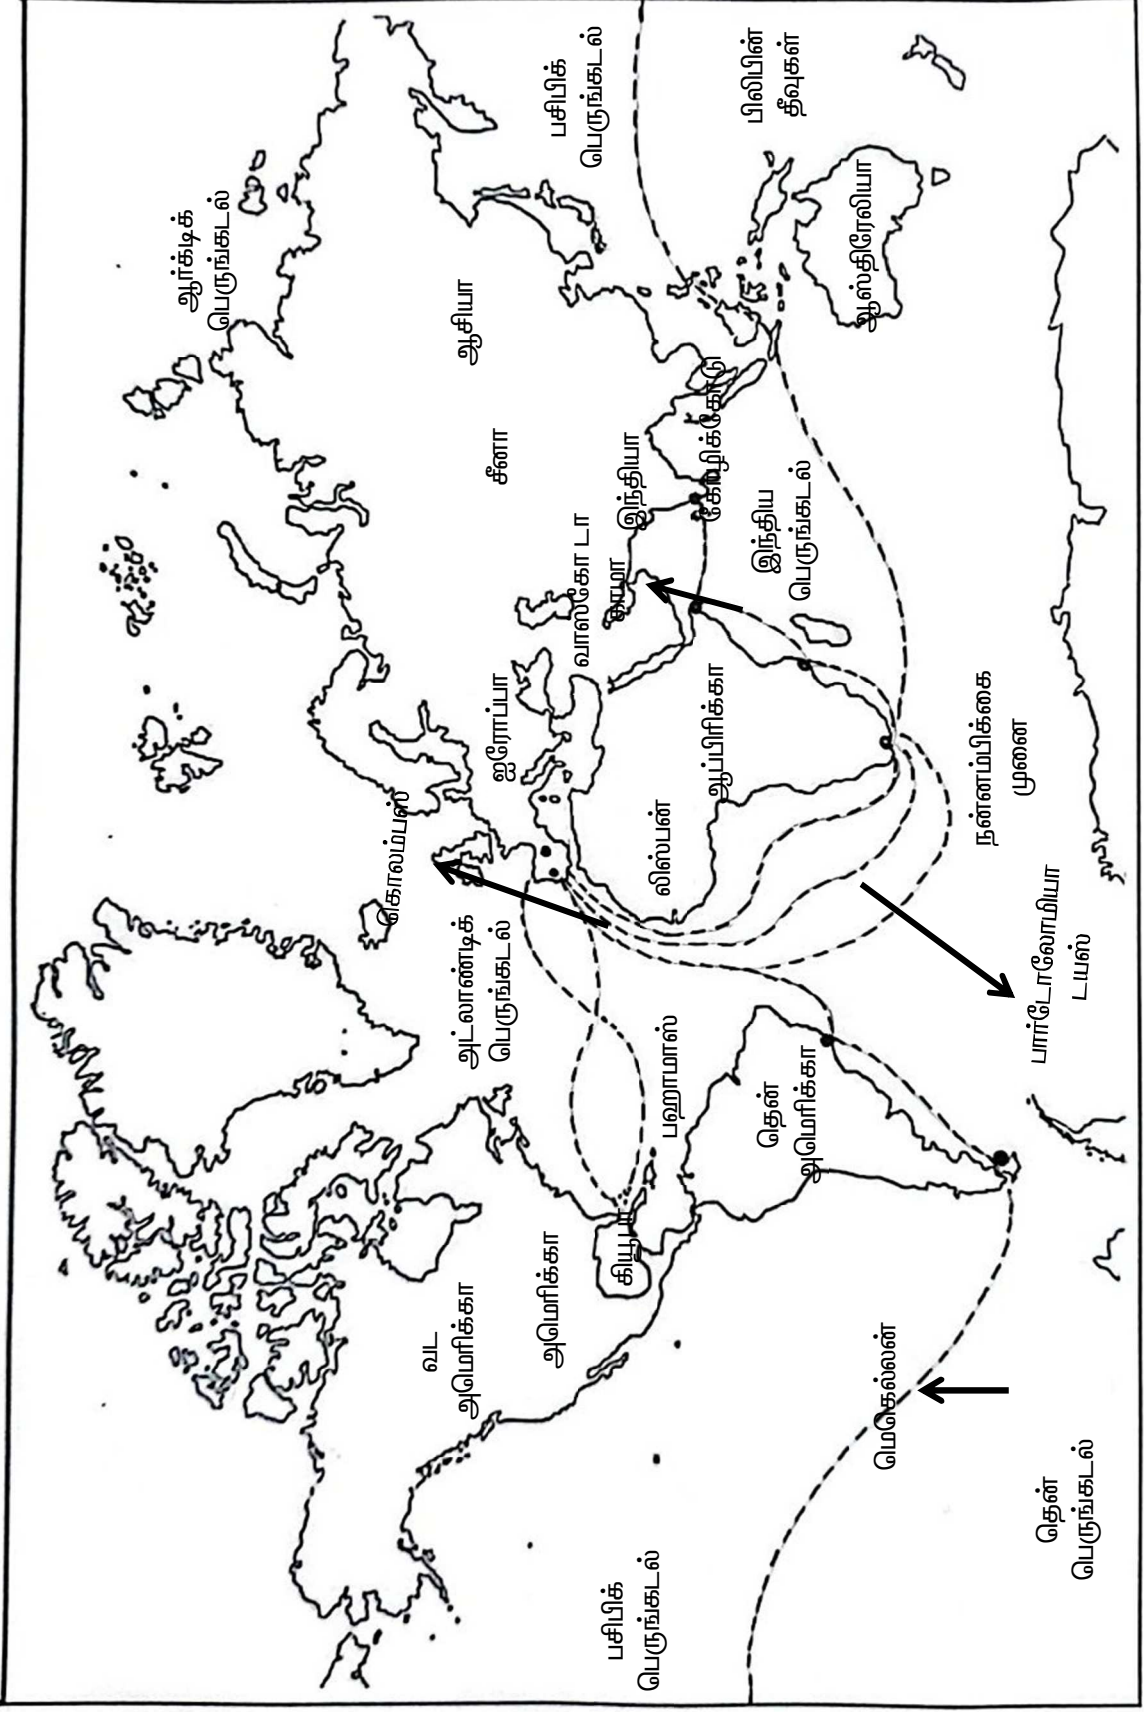 ஆர்க்டிக்
பெருங்கடல்
கொலம்பஸ்
வட
அமெரிக்கா
அட்லாண்டிக்
பெருங்கடல்
ஐரோப்பா
சீனா
ஆசியா
அமெரிக்கா
பசிபிக்
பெருங்கடல்
வாஸ்கோ டா
காமா
இந்தியா
பசிபிக்
பெருங்கடல்
கியூபா
பஹாமாஸ்
லிஸ்பன்
ஆப்பிரிக்கா
கோழிக்கோடு
தென்
அமெரிக்கா
இந்திய
பெருங்கடல்
பிலிபின்
தீவுகள்
மெகெல்லன்
ஆஸ்திரேலியா
நன்னம்பிக்கை
முனை
தென்
பெருங்கடல்
பார்டோலோமியா
டயஸ்